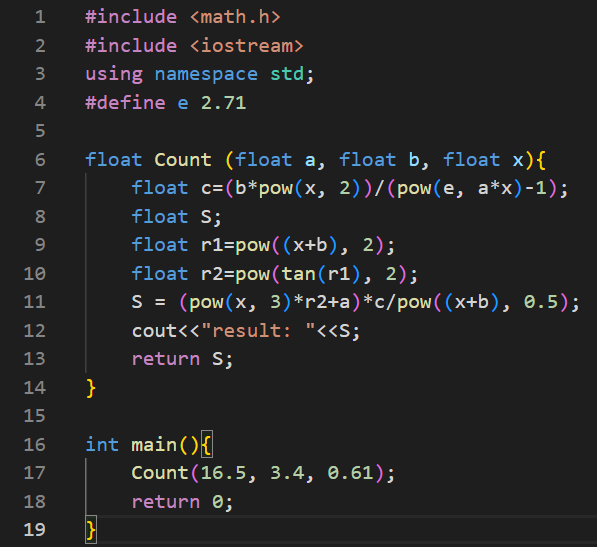 1 #include <math.h>
2 #include <iostream>
3 using namespace std;
4 #define e 2.71
5
6 float Count (float a, float b, float x){
7     float c=(b*pow(x, 2))/(pow(e, a*x)-1);
8     float S;
9     float r1=pow((x+b), 2);
10     float r2=pow(tan(r1), 2);
11     S = (pow(x, 3)*r2+a)*c/pow((x+b), 0.5);
12     cout<<"result: "<<S;
13     return S;
14 }
15
16 int main(){
17     Count(16.5, 3.4, 0.61);
18     return 0;
19 }